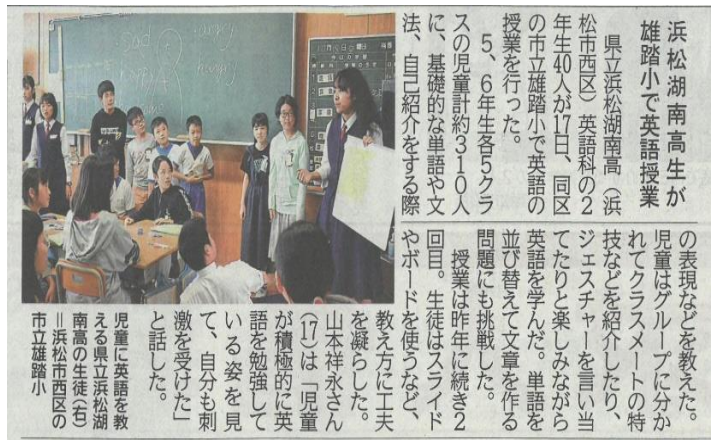 浜松湖南高生が
雄踏小で英語授業
県立浜松湖南高（浜
松市西区）英語科の２
年生40人が17日、同区
の市立雄踏小で英語の
授業を行った。
５、６年生各５クラ
スの児童計約３１０人
に、基礎的な単語や文
法、自己紹介をする際
の表現などを教えた。
児童はグループに分か
れてクラスメートの特
技などを紹介したり、
ジェスチャーを言い当
てたりと楽しみながら
英語を学んだ。単語を
並び替えて文章を作る
問題にも挑戦した。
授業は昨年に続き２
回目。生徒はスライド
やボードを使うなど、
教え方に工夫
を凝らした。
山本祥永さん
(17)は「児童
が積極的に英
語を勉強して
いる姿を見
て、自分も刺
激を受けた」
と話した。
児童に英語を教
える県立浜松湖
南高の生徒（右）
＝浜松市西区の
市立雄踏小
Sad
hungry